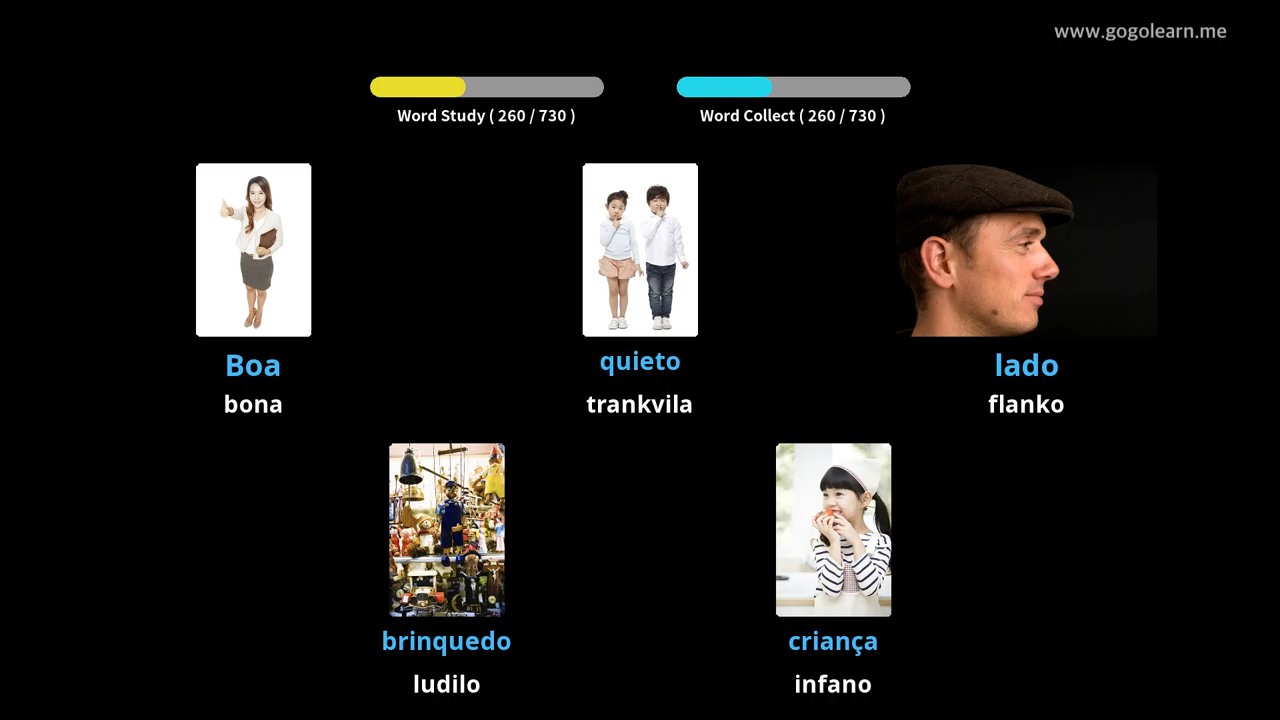 www.gogolearn.me
Word Study ( 260 / 730 )
Word Collect ( 260 / 730 )
Boa
bona
quieto
trankvila
lado
flanko
brinquedo
ludilo
criança
infano